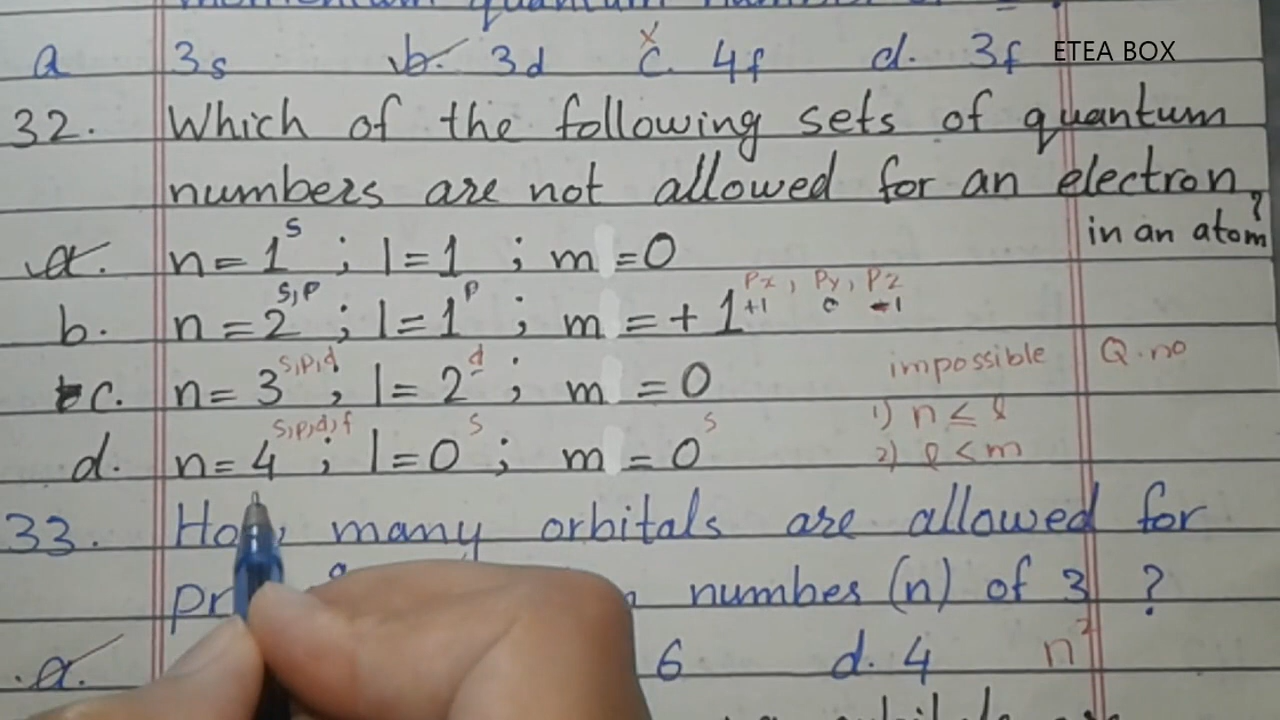 a 3s b. 3d c. 4f d. 3f ETEA BOX
32. Which of the following sets of quantum
numbers are not allowed for an electron
in an atom?
a. n=1 s ; l=1 ; m=0
b. n=2 s,p ; l=1 p ; m=+1 Px, Py, Pz
+1 0 -1
c. n=3 s,p,d , l=2 d ; m=0
impossible Q.no
d. n=4 s,p,d,f ; l=0 s ; m=0 s
1) n ≤ l
2) l < m
33. many orbitals are allowed for
number (n) of 3 ?
a. 6 d. 4 n²